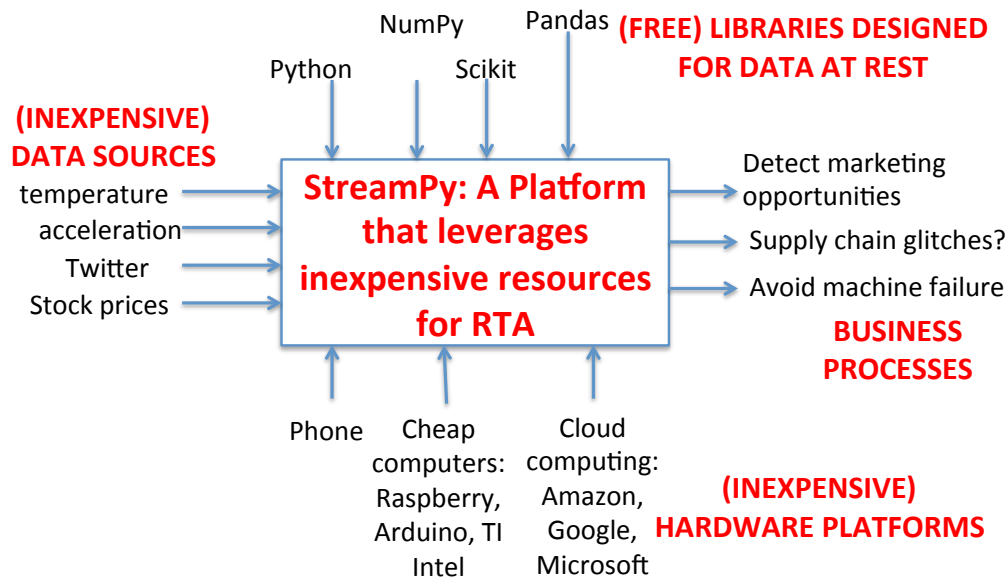 NumPy
Pandas
(FREE) LIBRARIES DESIGNED
FOR DATA AT REST
Python
Scikit
(INEXPENSIVE)
DATA SOURCES
temperature
acceleration
Twitter
Stock prices
StreamPy: A Platform
that leverages
inexpensive resources
for RTA
Detect marketing
opportunities
Supply chain glitches?
Avoid machine failure
BUSINESS
PROCESSES
Phone
Cheap
computers:
Raspberry,
Arduino, TI
Intel
Cloud
computing:
Amazon,
Google,
Microsoft
(INEXPENSIVE)
HARDWARE PLATFORMS